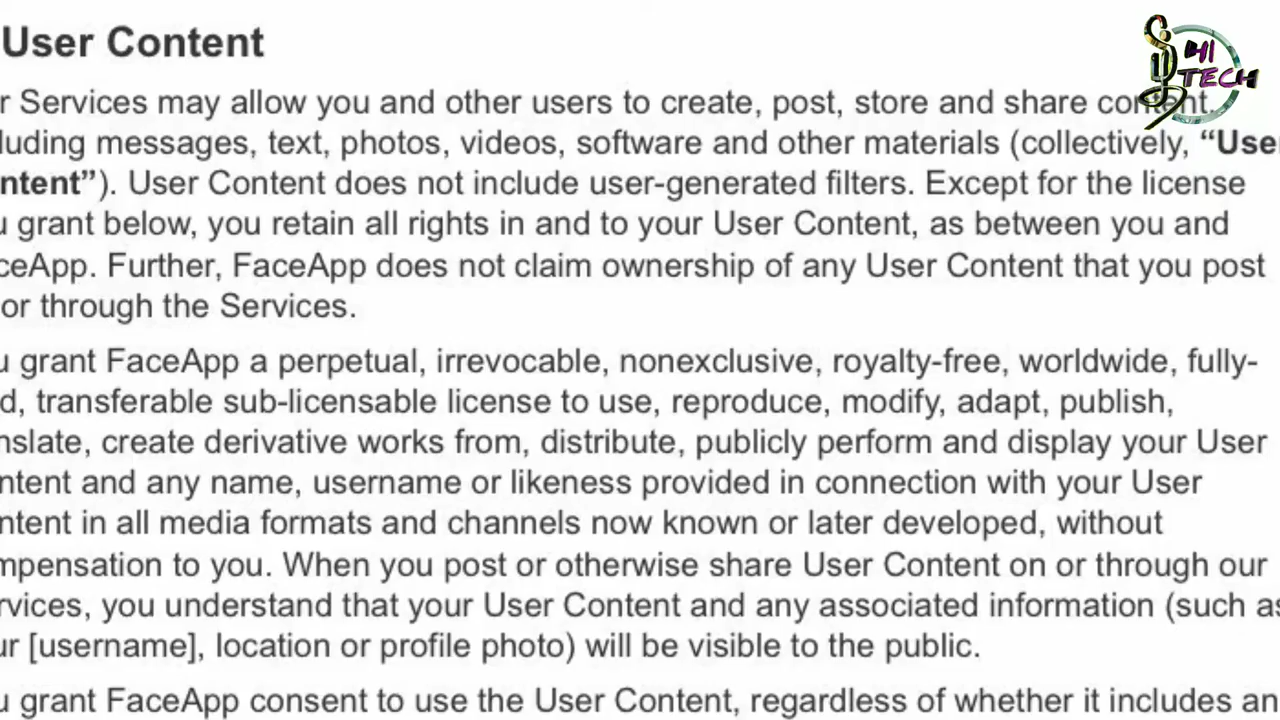 User Content
HI
TECH
r Services may allow you and other users to create, post, store and share content.
luding messages, text, photos, videos, software and other materials (collectively, “Use
ntent”). User Content does not include user-generated filters. Except for the license
u grant below, you retain all rights in and to your User Content, as between you and
ceApp. Further, FaceApp does not claim ownership of any User Content that you post
or through the Services.
u grant FaceApp a perpetual, irrevocable, nonexclusive, royalty-free, worldwide, fully-
d, transferable sub-licensable license to use, reproduce, modify, adapt, publish,
nslate, create derivative works from, distribute, publicly perform and display your User
ntent and any name, username or likeness provided in connection with your User
ntent in all media formats and channels now known or later developed, without
mpensation to you. When you post or otherwise share User Content on or through our
rvices, you understand that your User Content and any associated information (such as
ur [username], location or profile photo) will be visible to the public.
u grant FaceApp consent to use the User Content, regardless of whether it includes an